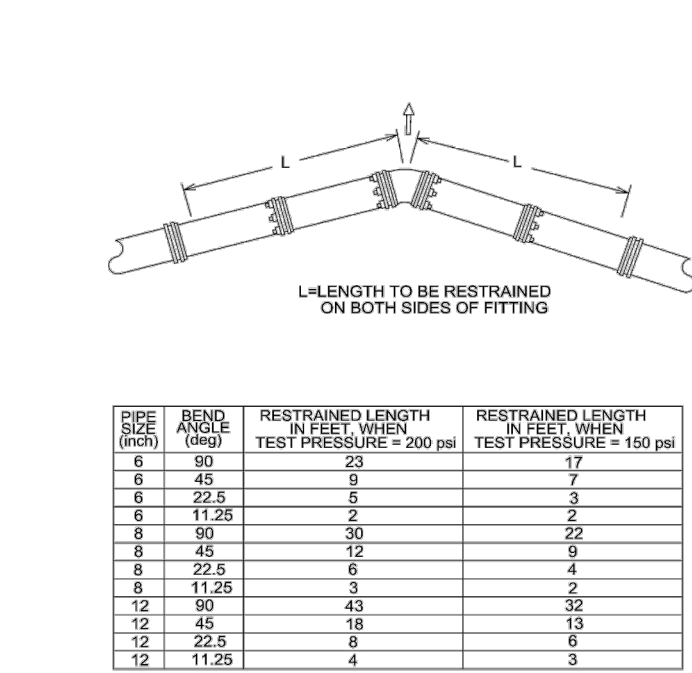 L
L
L=LENGTH TO BE RESTRAINED
ON BOTH SIDES OF FITTING
PIPE SIZE (inch) BEND ANGLE (deg) RESTRAINED LENGTH IN FEET, WHEN TEST PRESSURE = 200 psi RESTRAINED LENGTH IN FEET, WHEN TEST PRESSURE = 150 psi
6 90 23 17
6 45 9 7
6 22.5 5 3
6 11.25 2 2
8 90 30 22
8 45 12 9
8 22.5 6 4
8 11.25 3 2
12 90 43 32
12 45 18 13
12 22.5 8 6
12 11.25 4 3